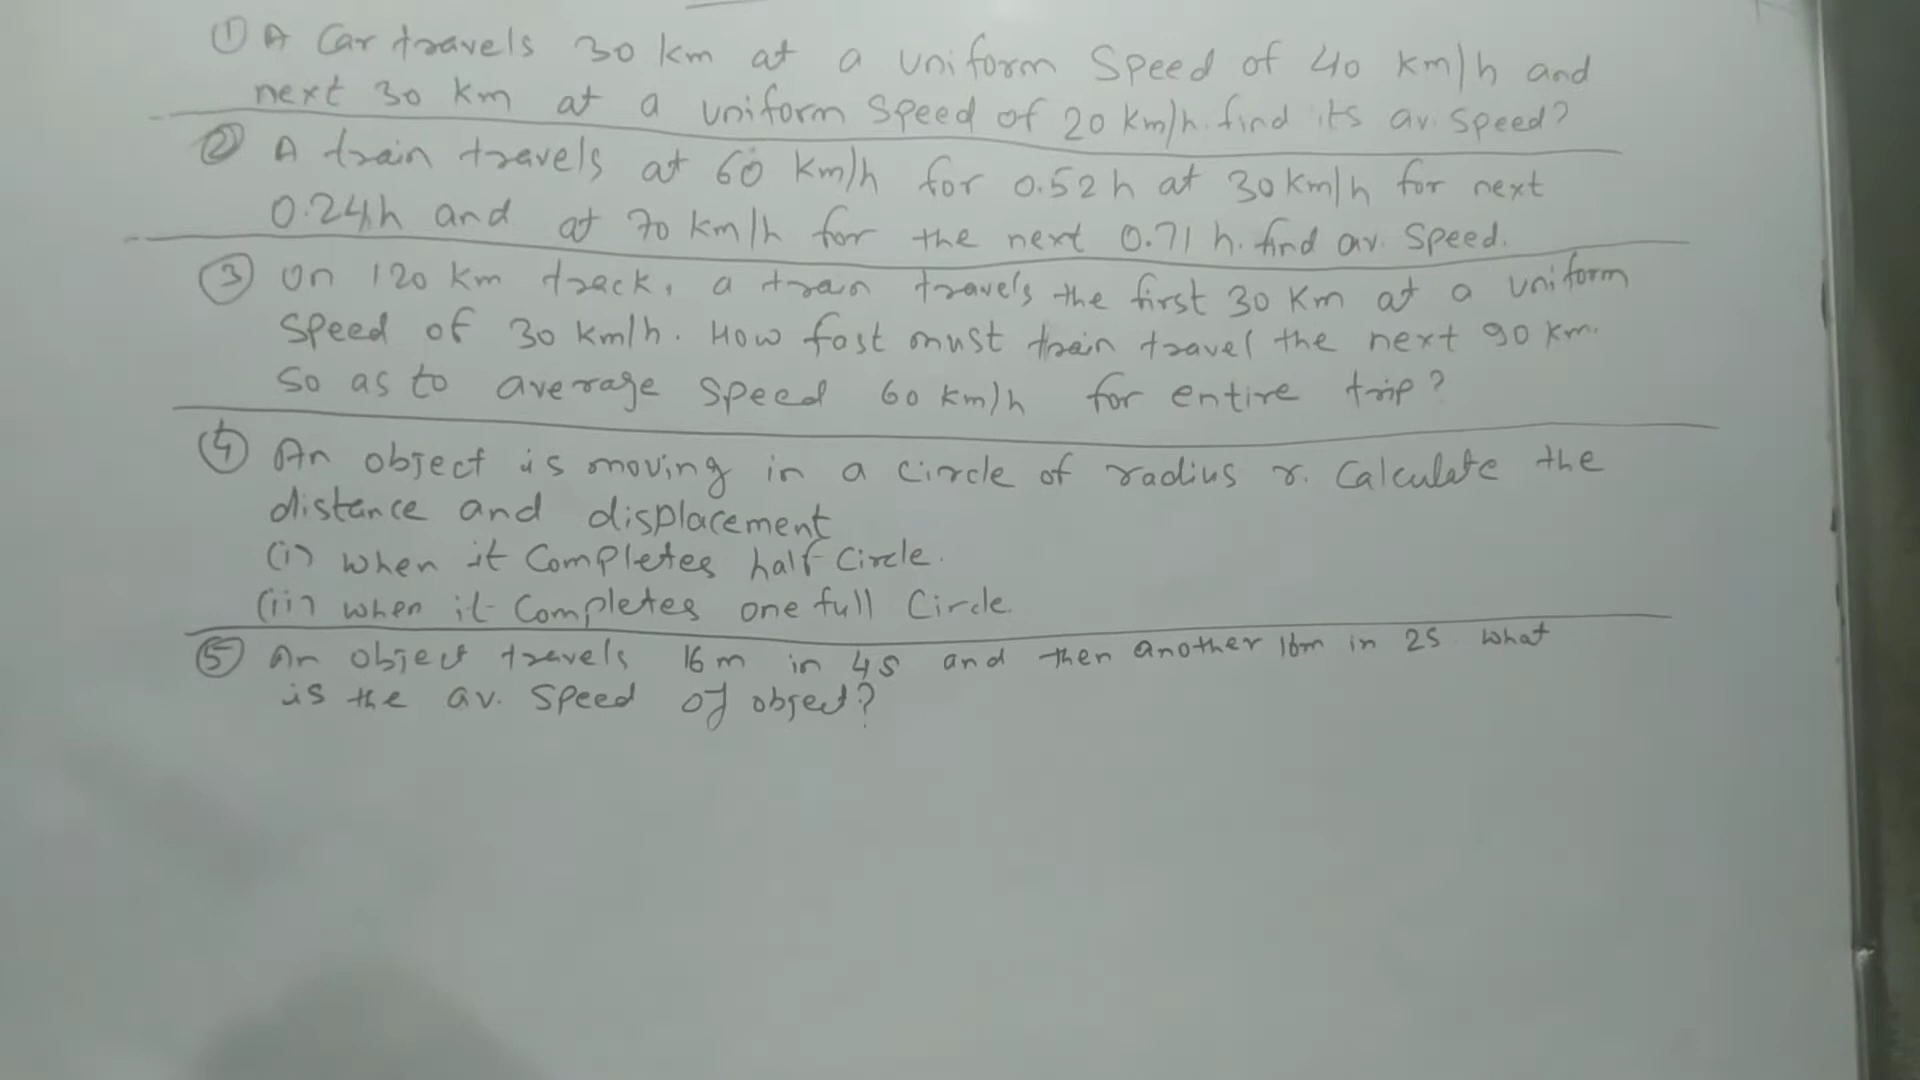 ① A Car travels 30 km at a uniform Speed of 40 km/h and
next 30 km at a uniform speed of 20 km/h. find its av. speed?
② A train travels at 60 km/h for 0.52 h at 30 km/h for next
0.24 h and at 70 km/h for the next 0.71 h. find av. speed.
③ On 120 km track, a train travels the first 30 km at a uniform
speed of 30 km/h. How fast must train travel the next 90 km.
So as to average speed 60 km/h for entire trip?
④ An object is moving in a circle of radius r. Calculate the
distance and displacement
(i) when it Completes half Circle.
(ii) when it Completes one full Circle.
⑤ An object travels 16 m in 4s and then another 16m in 2s. what
is the av. speed of object?